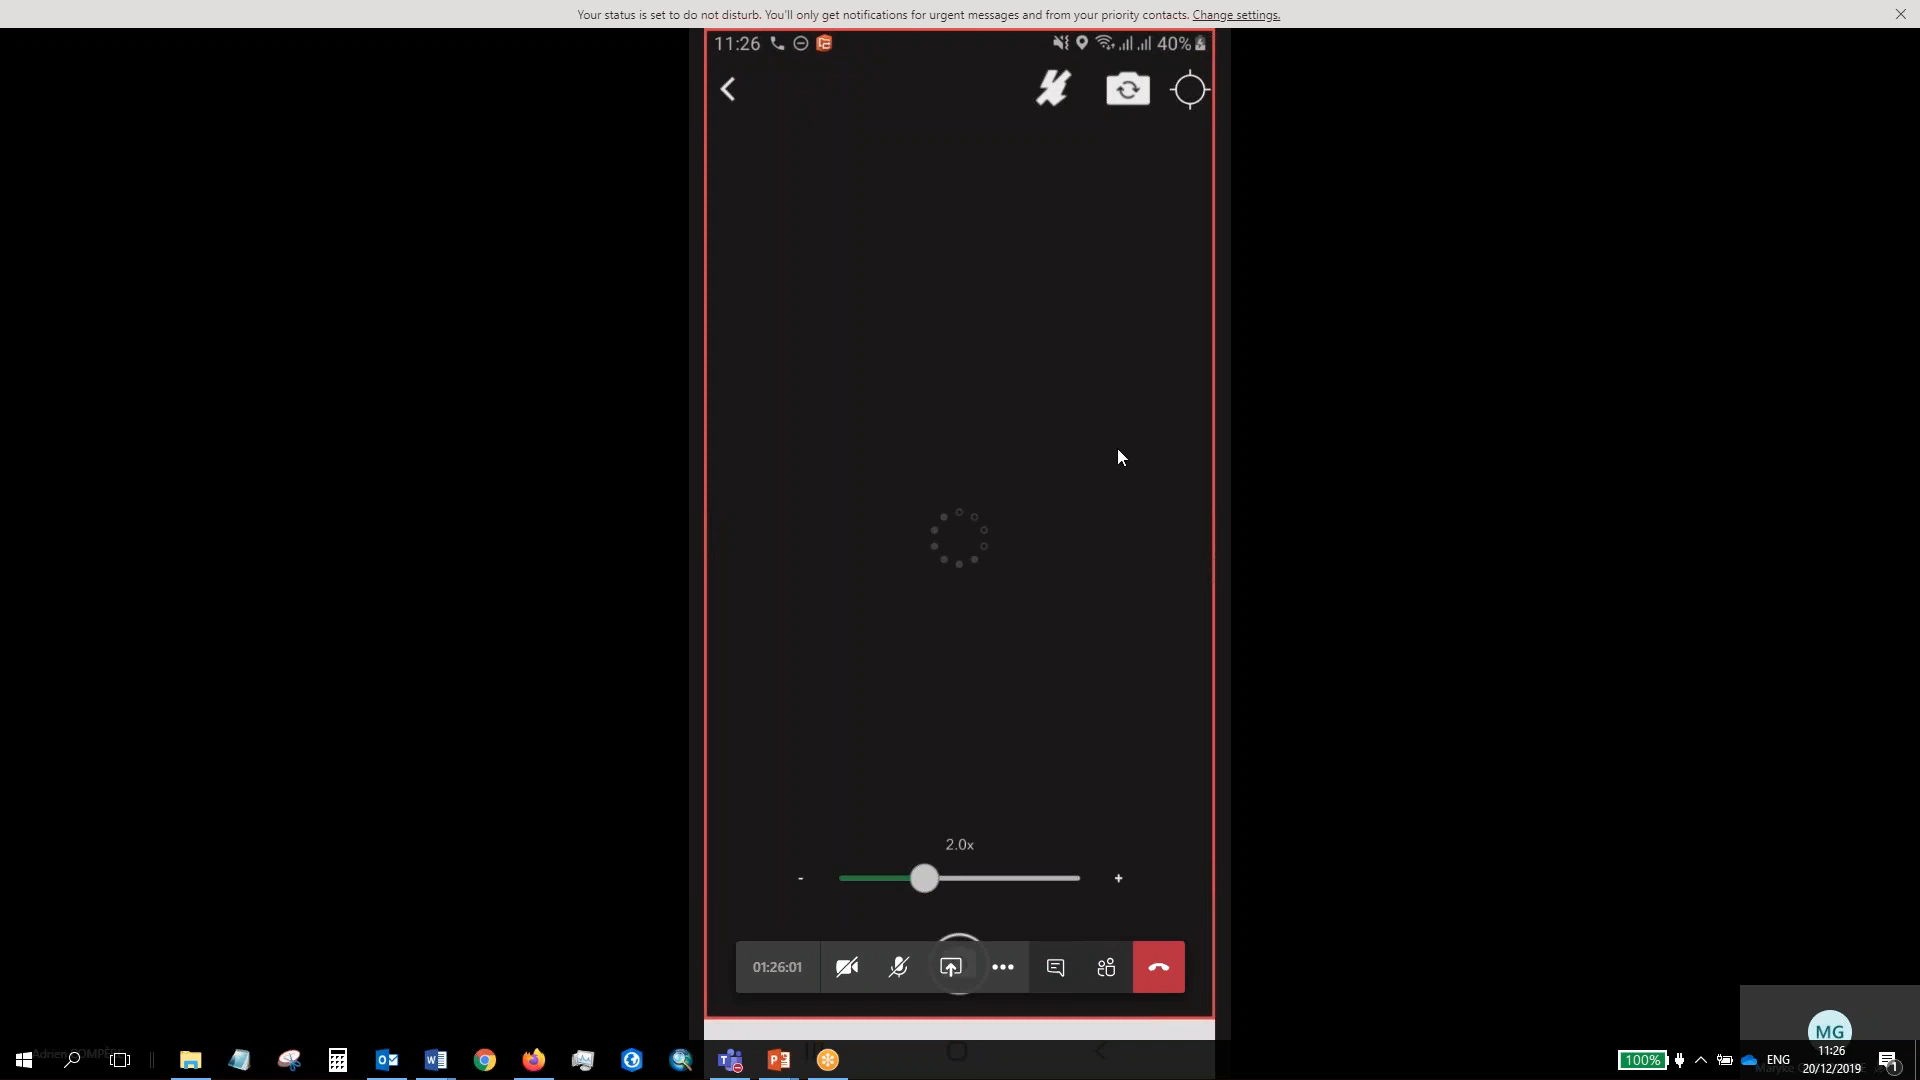 Your status is set to do not disturb. You'll only get notifications for urgent messages and from your priority contacts. Change settings.
11:26
40%
2.0x
-
+
01:26:01
MG
100%
ENG
11:26
20/12/2019
1